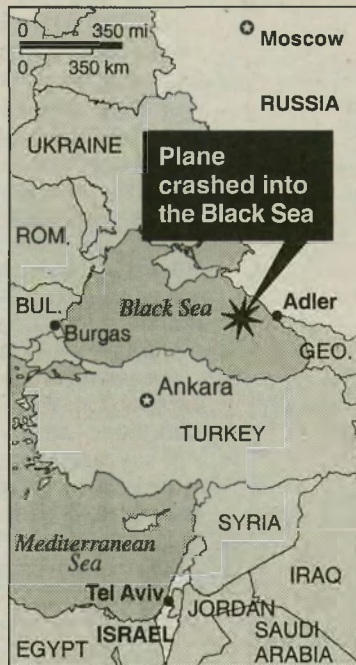 0 350 mi
0 350 km
Moscow
RUSSIA
UKRAINE
Plane
crashed into
the Black Sea
ROM.
BUL.
Black Sea
Adler
Burgas
GEO.
Ankara
TURKEY
Mediterranean
Sea
SYRIA
IRAQ
Tel Aviv
JORDAN
ISRAEL
SAUDI
ARABIA
EGYPT